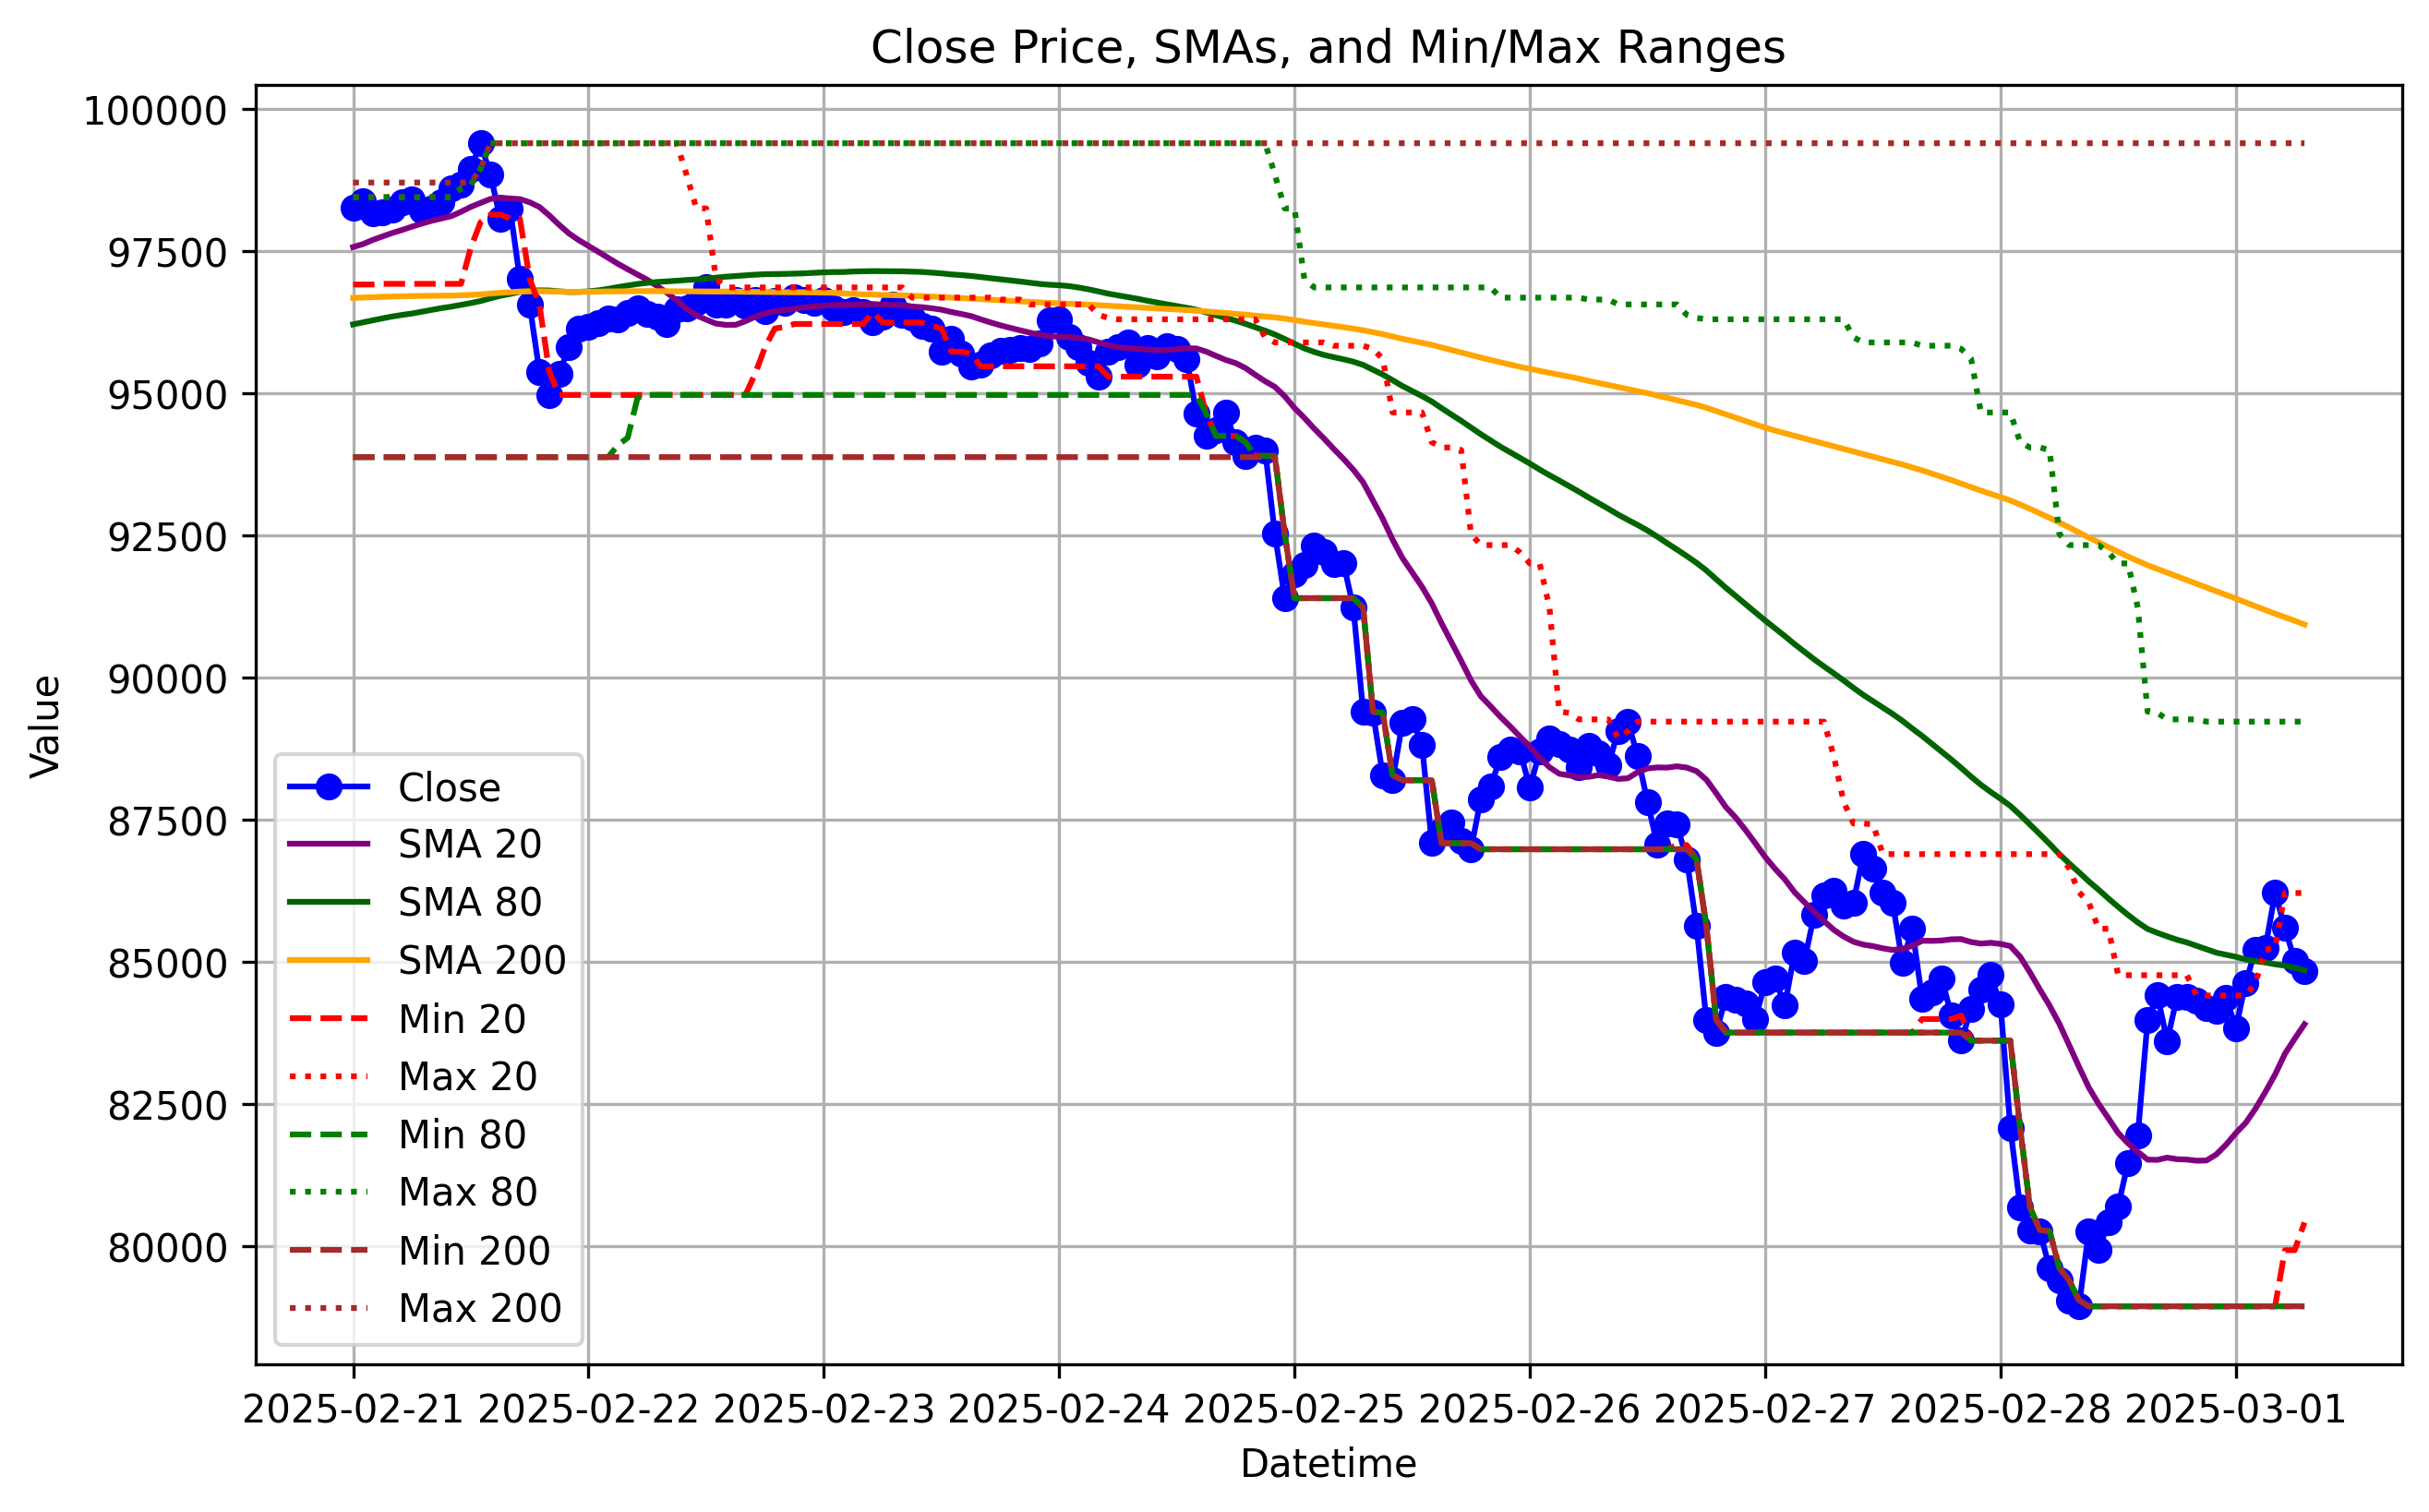 Close Price, SMAs, and Min/Max Ranges
100000
97500
95000
92500
90000
87500
85000
82500
80000
Value
Close
SMA 20
SMA 80
SMA 200
Min 20
Max 20
Min 80
Max 80
Min 200
Max 200
2025-02-21 2025-02-22 2025-02-23 2025-02-24 2025-02-25 2025-02-26 2025-02-27 2025-02-28 2025-03-01
Datetime